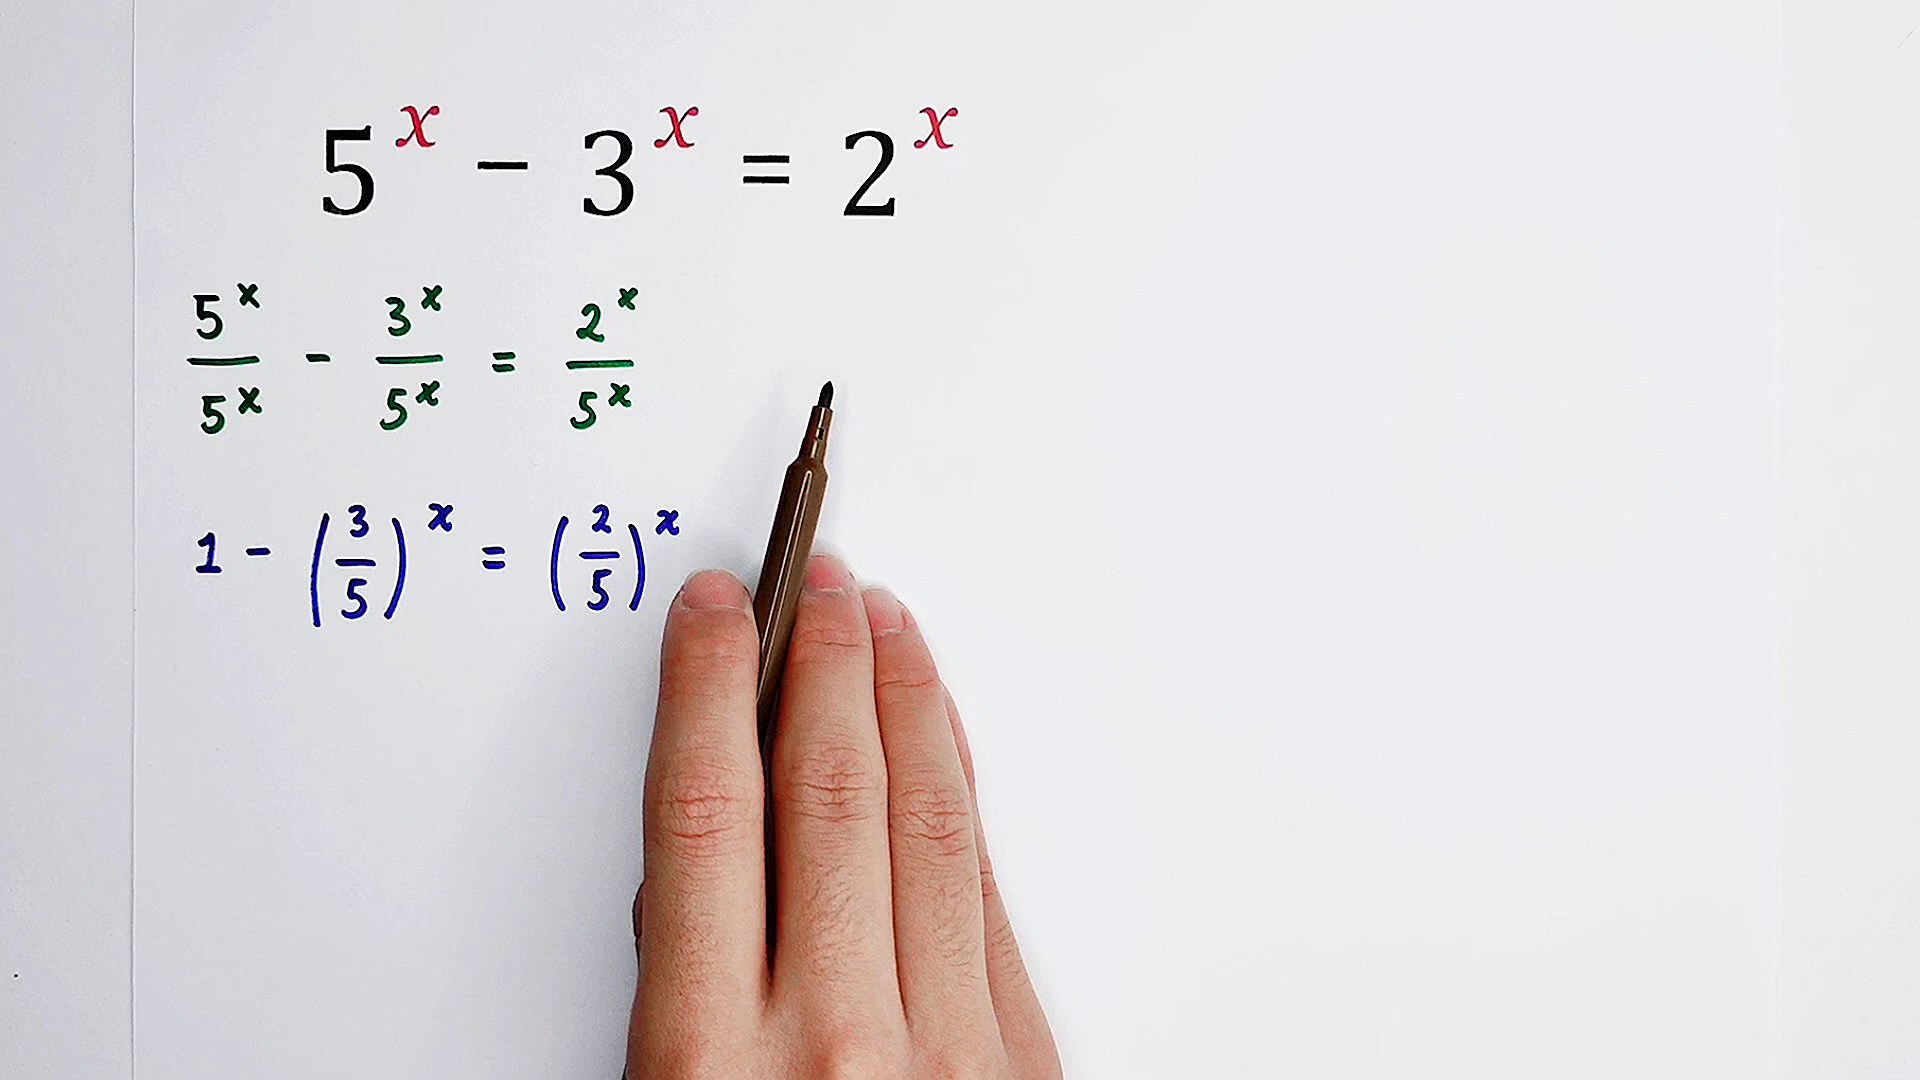 5^x − 3^x = 2^x
5^x/5^x − 3^x/5^x = 2^x/5^x
1 − (3/5)^x = (2/5)^x